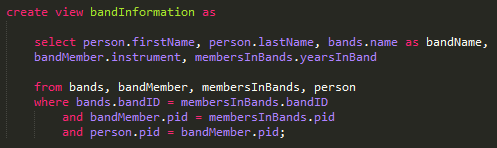 create view bandInformation as
select person.firstName, person.lastName, bands.name as bandName,
bandMember.instrument, membersInBands.yearsInBand
from bands, bandMember, membersInBands, person
where bands.bandID = membersInBands.bandID
and bandMember.pid = membersInBands.pid
and person.pid = bandMember.pid;